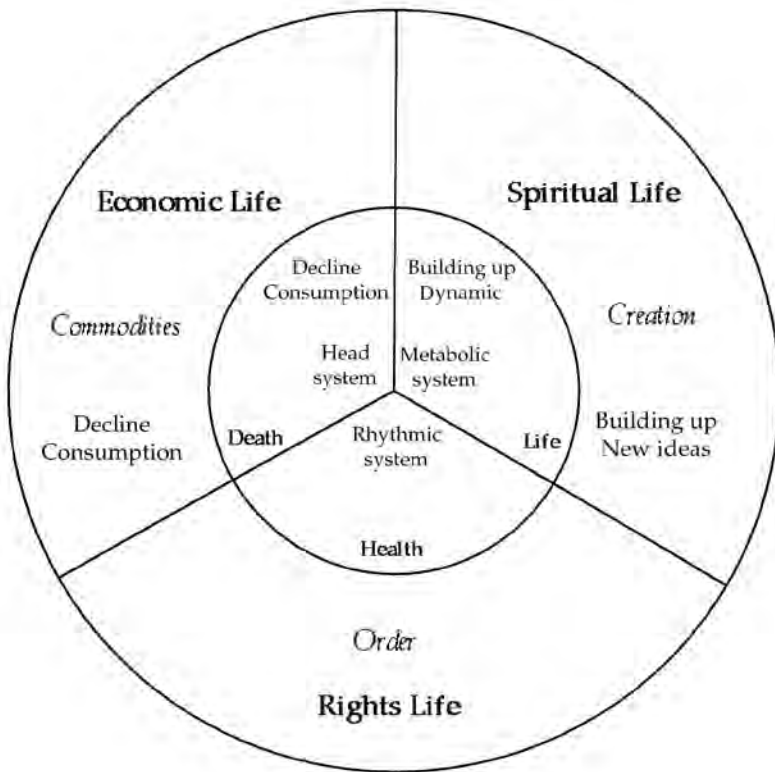 Economic Life
Commodities
Decline
Consumption
Decline
Consumption
Head
system
Death
Spiritual Life
Creation
Building up
New ideas
Building up
Dynamic
Metabolic
system
Life
Rhythmic
system
Health
Order
Rights Life